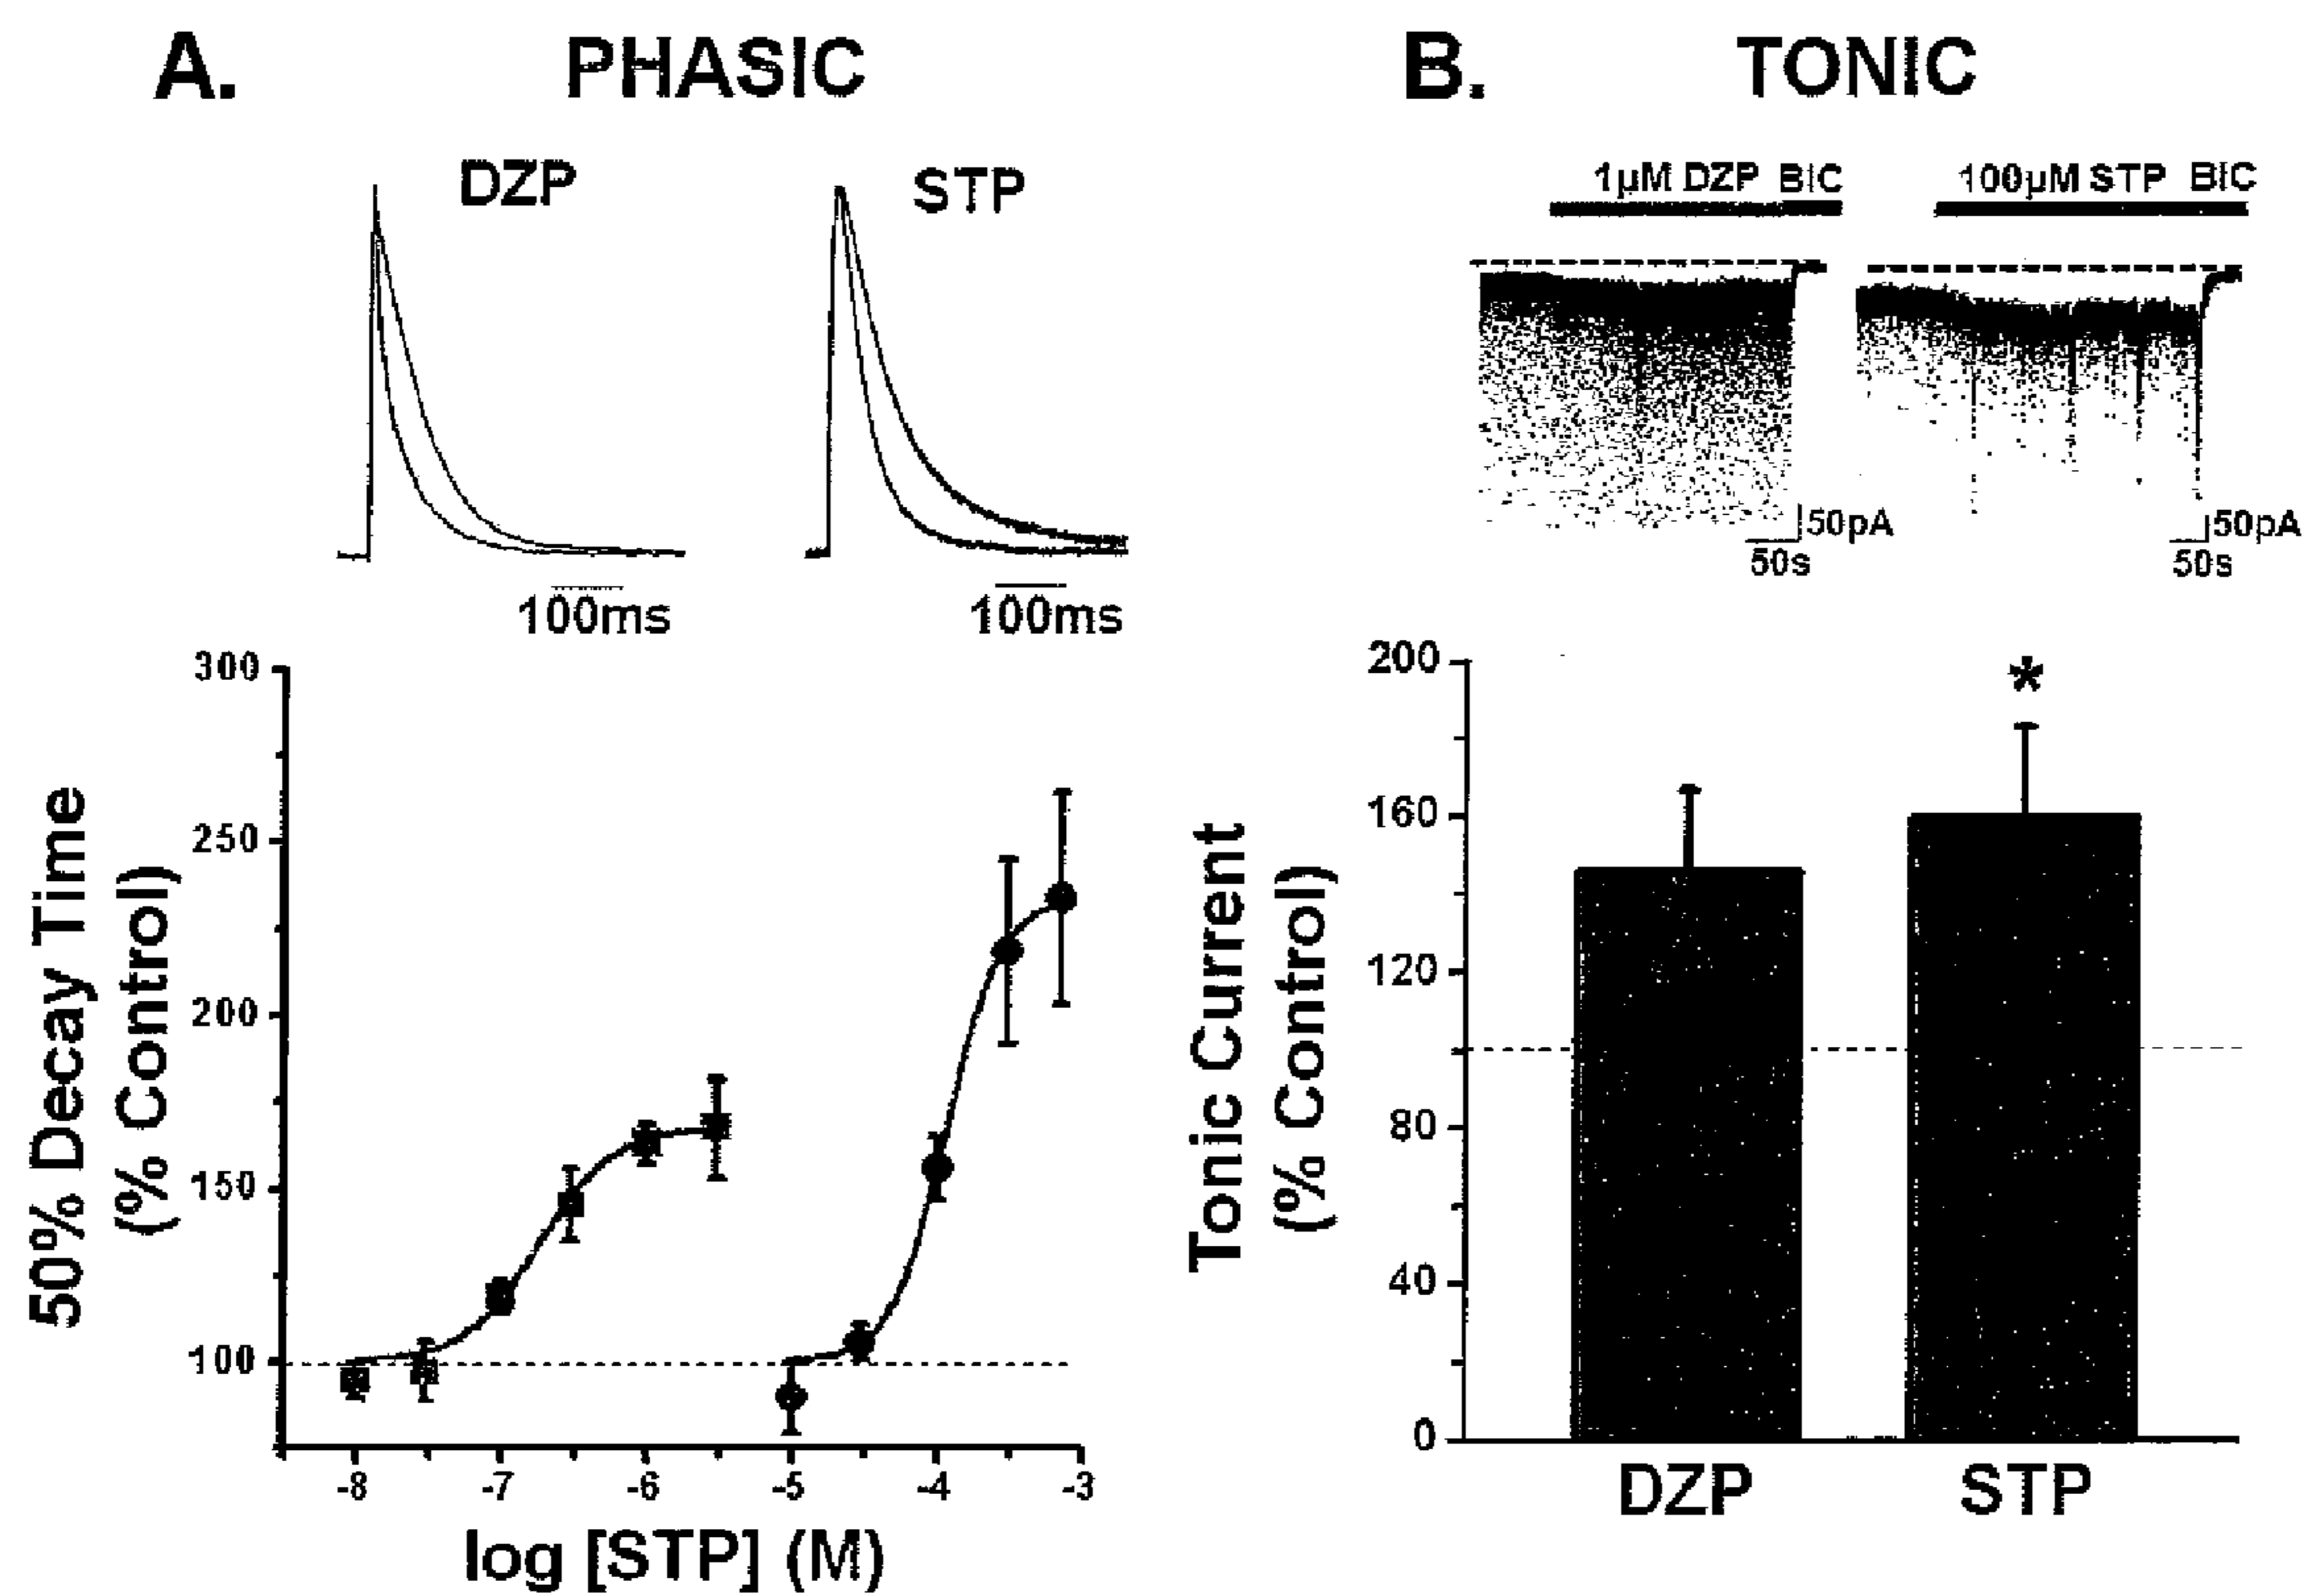 A. PHASIC
DZP STP
100ms 100ms
300
250
200
150
100
50% Decay Time
(% Control)
-8 -7 -6 -5 -4 -3
log [STP] (M)
B. TONIC
1µM DZP BIC 100µM STP BIC
50pA
50s
50pA
50s
*
200
160
120
80
40
0
Tonic Current
(% Control)
DZP STP